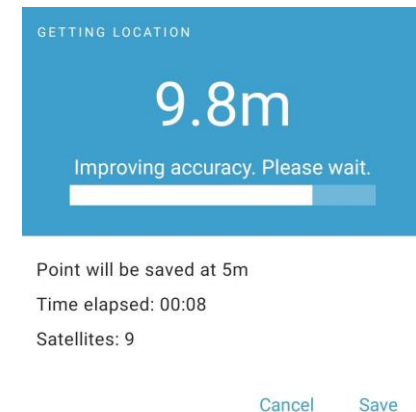 GETTING LOCATION
9.8m
Improving accuracy. Please wait.
Point will be saved at 5m
Time elapsed: 00:08
Satellites: 9
Cancel Save